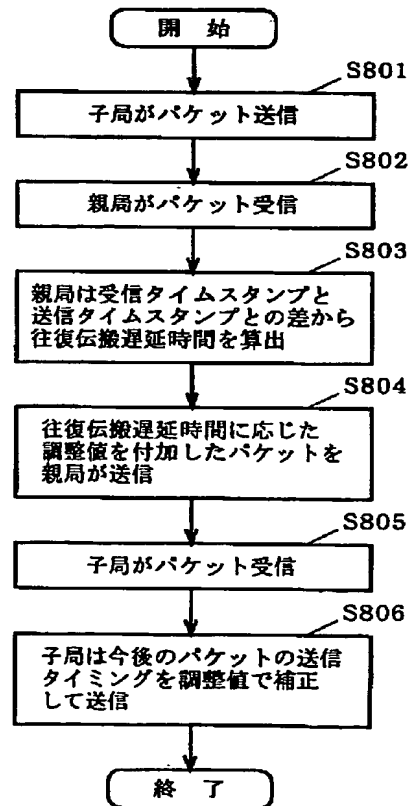 開 始
S801
子局がパケット送信
S802
親局がパケット受信
S803
親局は受信タイムスタンプと
送信タイムスタンプとの差から
往復伝搬遅延時間を算出
S804
往復伝搬遅延時間に応じた
調整値を付加したパケットを
親局が送信
S805
子局がパケット受信
S806
子局は今後のパケットの送信
タイミングを調整値で補正
して送信
終 了